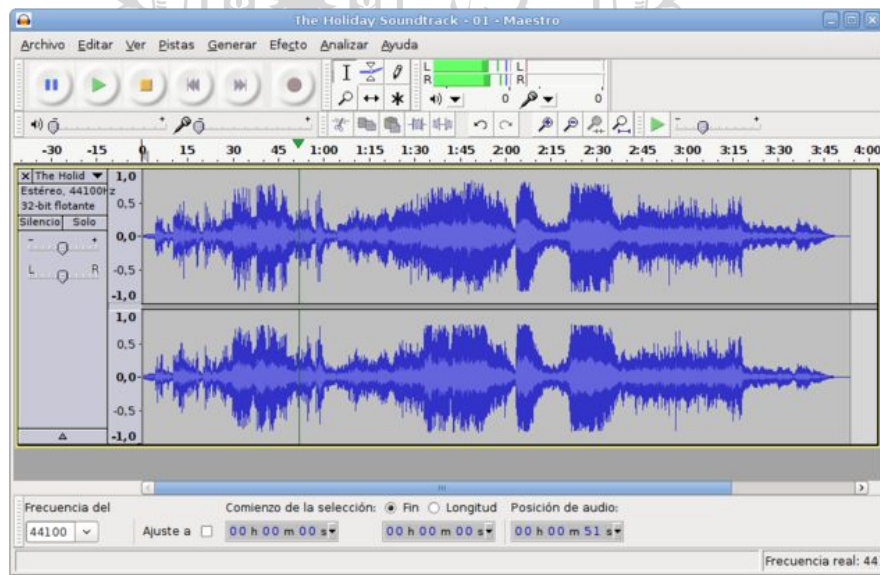 The Holiday Soundtrack - 01 - Maestro
Archivo Editar Ver Pistas Generar Efecto Analizar Ayuda
L L
R R
0 0
-30 -15 0 15 30 45 1:00 1:15 1:30 1:45 2:00 2:15 2:30 2:45 3:00 3:15 3:30 3:45 4:00
X The Holid
Estéreo, 44100Hz
32-bit flotante
Silencio Solo
- +
L R
1,0
0,5
0,0
-0,5
-1,0
1,0
0,5
0,0
-0,5
-1,0
Frecuencia del Comienzo de la selección: Fin Longitud Posición de audio:
44100 Ajuste a 00 h 00 m 00 s 00 h 00 m 00 s 00 h 00 m 51 s
Frecuencia real: 44